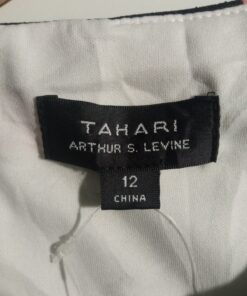 TAHARI
ARTHUR S. LEVINE
12
CHINA